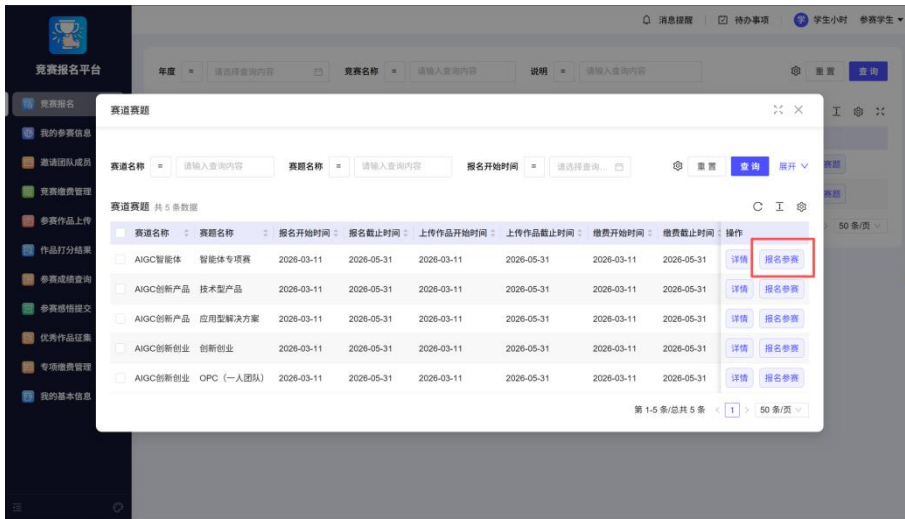 消息提醒 待办事项 学 学生小时 参赛学生
竞赛报名平台
年度 = 请选择查询内容 竞赛名称 = 请输入查询内容 说明 = 请输入查询内容 重置 查询
竞赛报名
我的参赛信息
邀请团队成员
竞赛缴费管理
参赛作品上传
作品打分结果
参赛成绩查询
参赛感悟提交
优秀作品征集
专项缴费管理
我的基本信息
赛道赛题
赛道名称 = 请输入查询内容 赛题名称 = 请输入查询内容 报名开始时间 = 请选择查询... 重置 查询 展开
赛道赛题 共 5 条数据
赛道名称 赛题名称 报名开始时间 报名截止时间 上传作品开始时间 上传作品截止时间 缴费开始时间 缴费截止时间 操作
AIGC智能体 智能体专项赛 2026-03-11 2026-05-31 2026-03-11 2026-05-31 2026-03-11 2026-05-31 详情 报名参赛
AIGC创新产品 技术型产品 2026-03-11 2026-05-31 2026-03-11 2026-05-31 2026-03-11 2026-05-31 详情 报名参赛
AIGC创新产品 应用型解决方案 2026-03-11 2026-05-31 2026-03-11 2026-05-31 2026-03-11 2026-05-31 详情 报名参赛
AIGC创新创业 创新创业 2026-03-11 2026-05-31 2026-03-11 2026-05-31 2026-03-11 2026-05-31 详情 报名参赛
AIGC创新创业 OPC（一人团队） 2026-03-11 2026-05-31 2026-03-11 2026-05-31 2026-03-11 2026-05-31 详情 报名参赛
第 1-5 条/总共 5 条 < 1 > 50 条/页
赛题
赛题
50 条/页